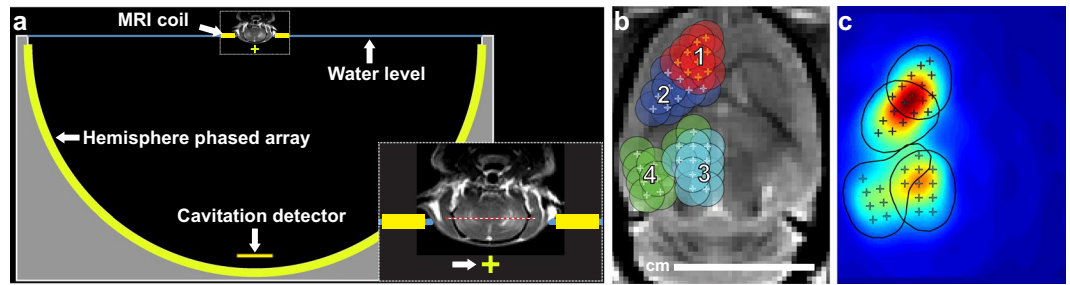 a
MRI coil
Water level
Hemisphere phased array
Cavitation detector
b
1
2
3
4
cm
c